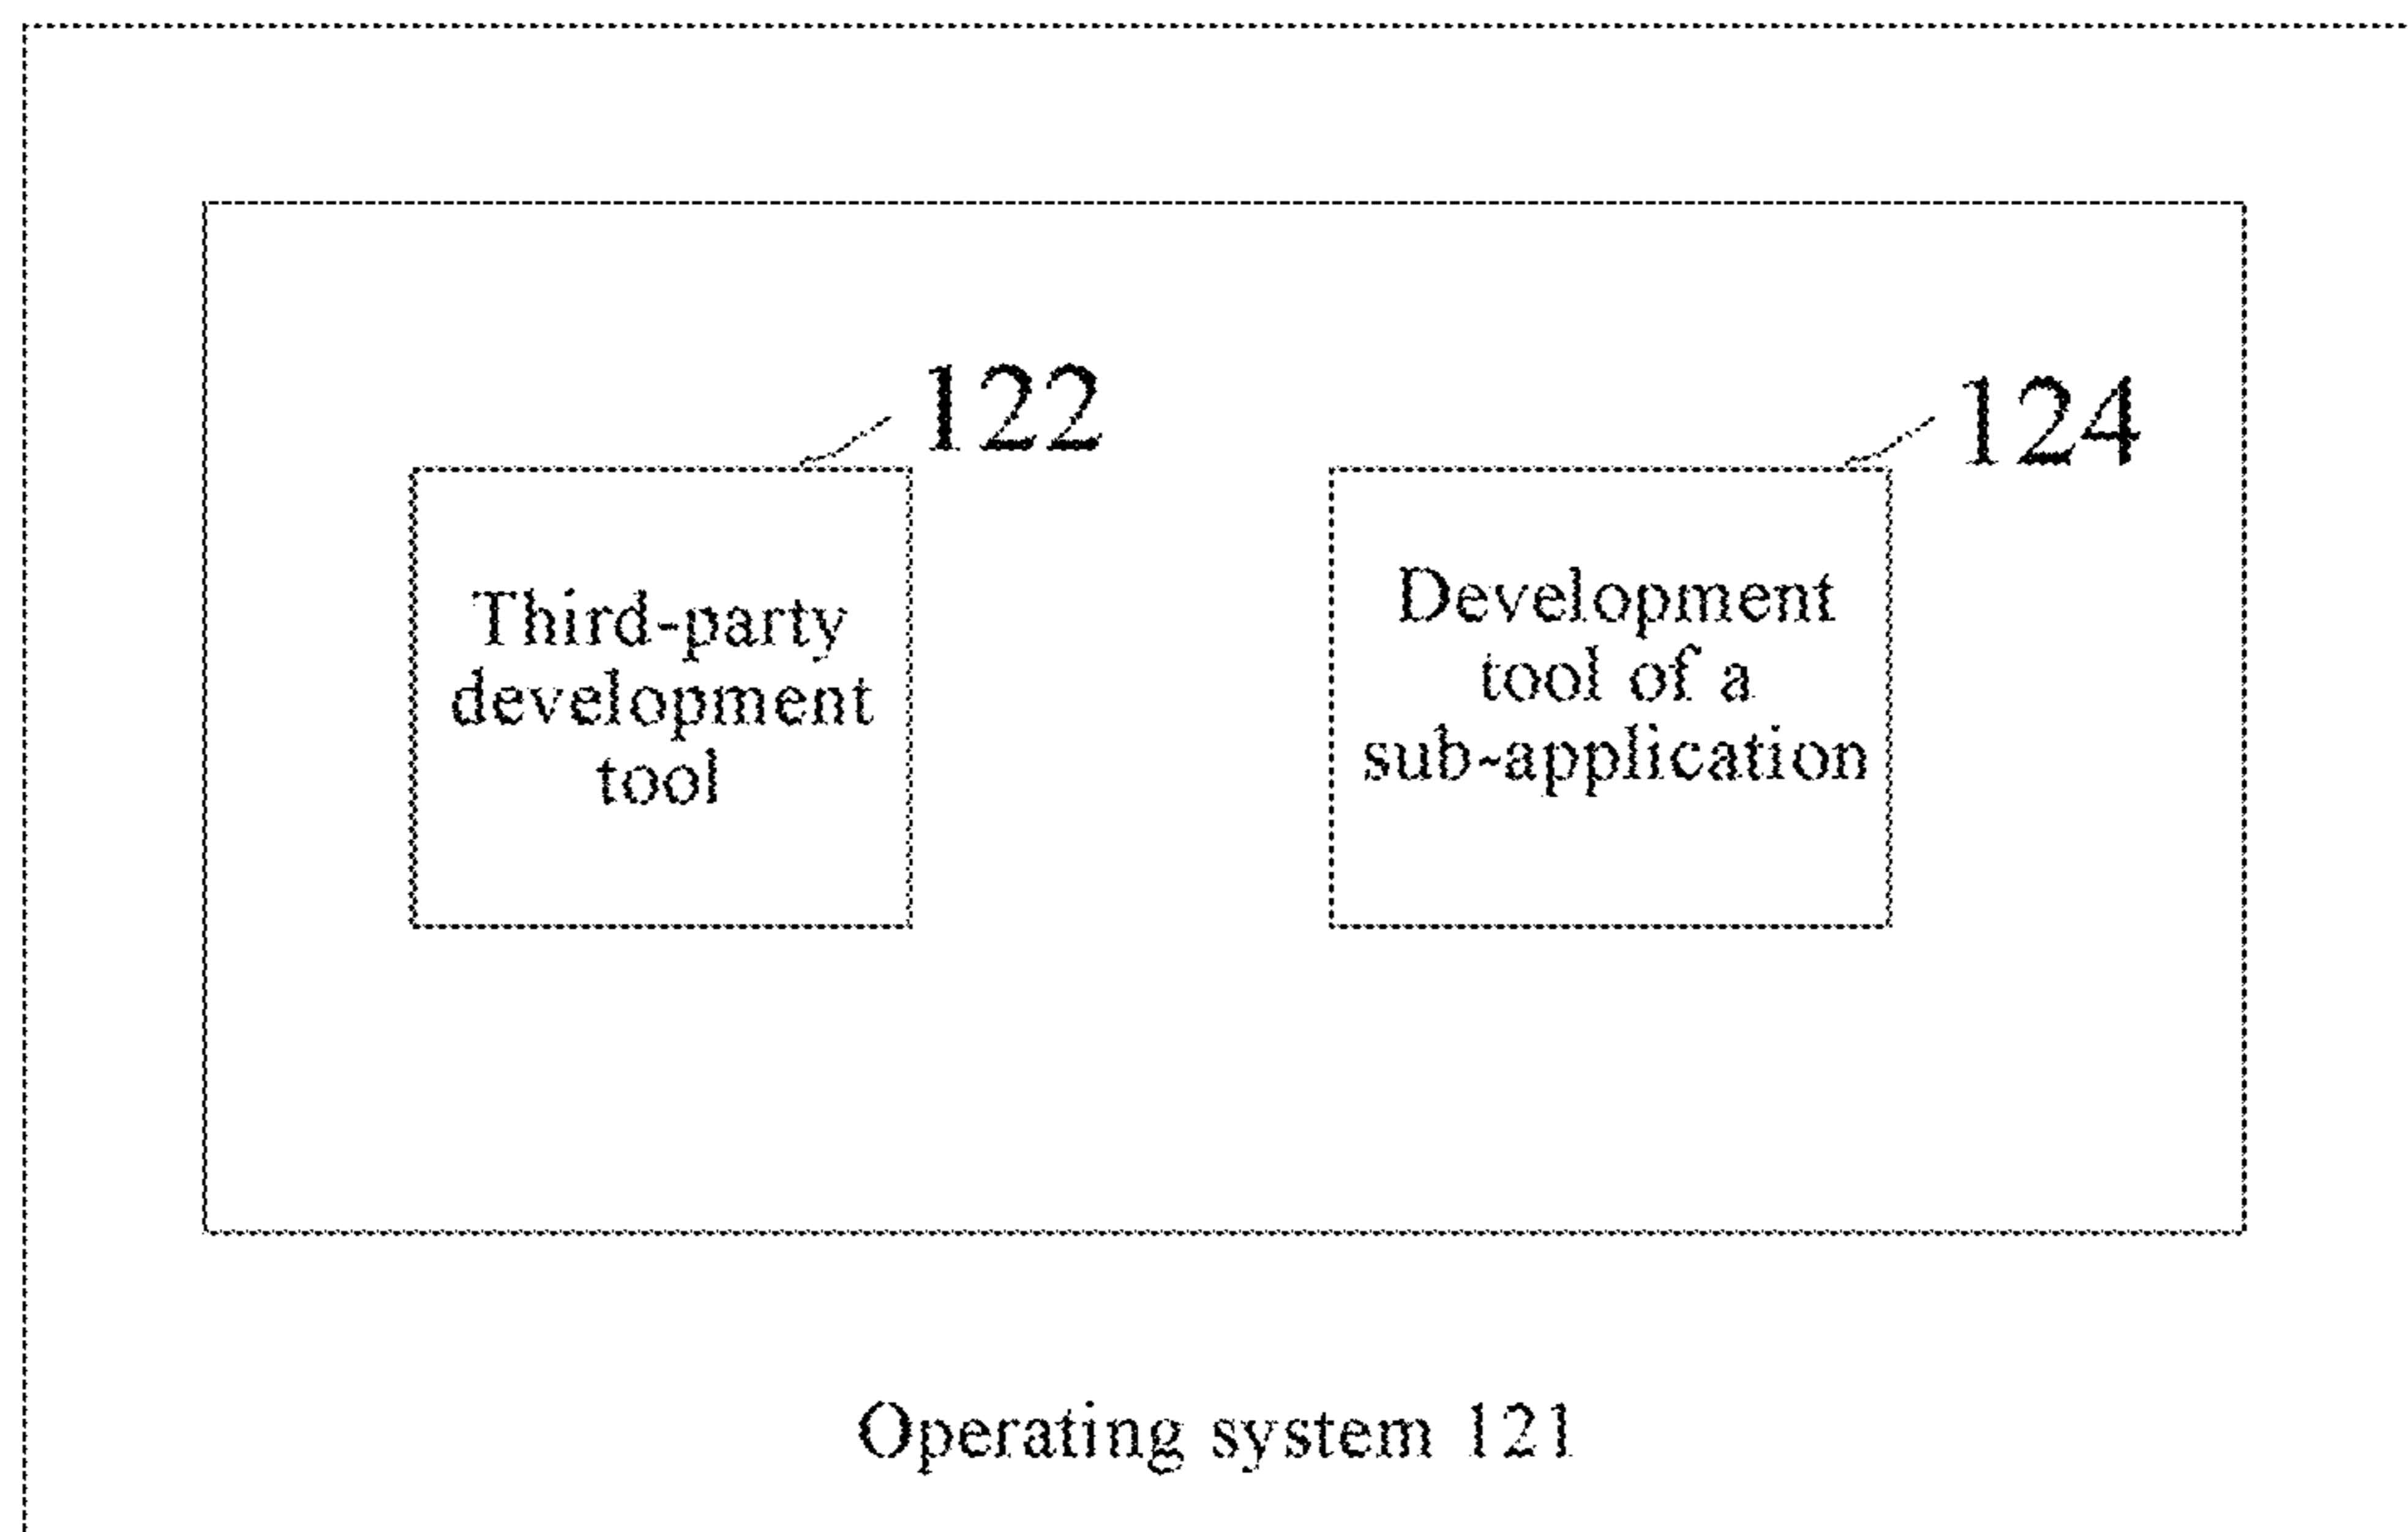 122
124
Third-party
development
tool
Development
tool of a
sub-application
Operating system 121